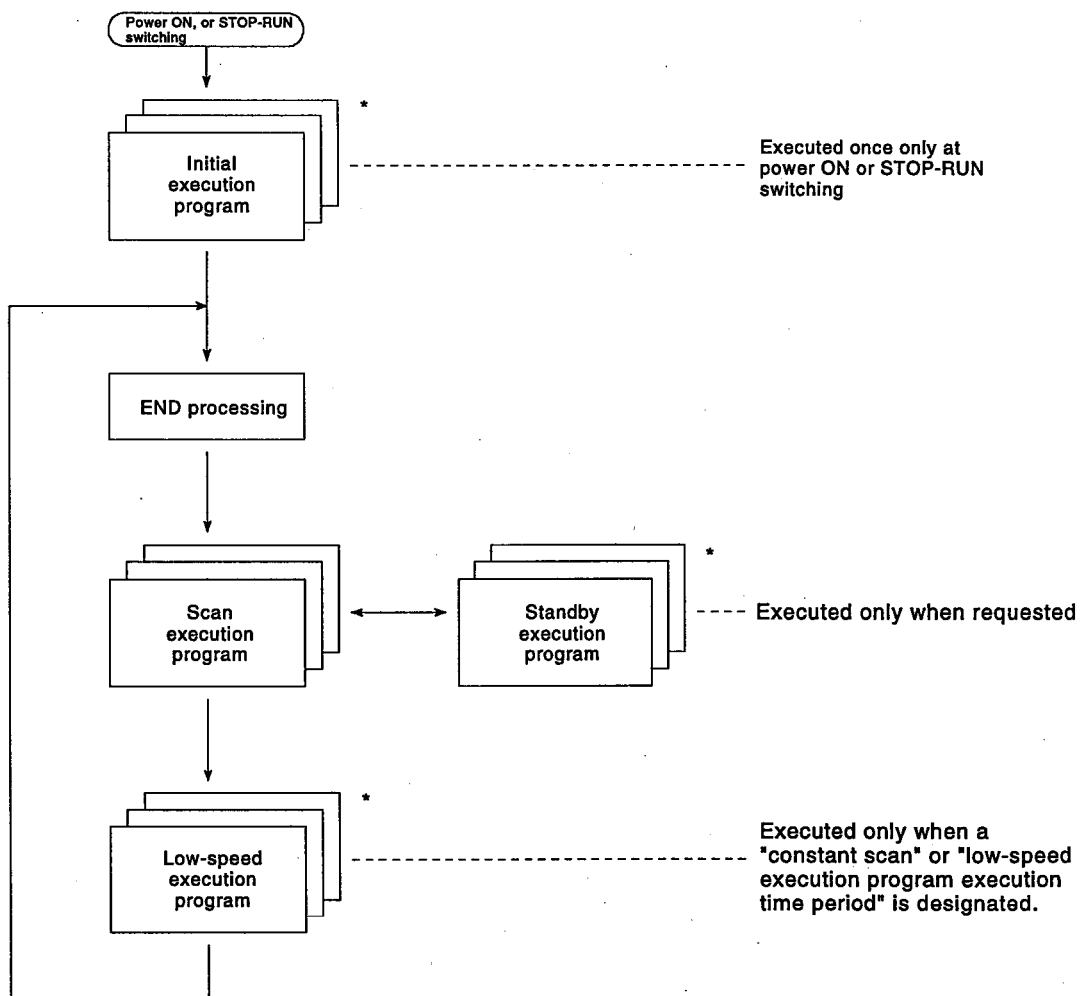 Power ON, or STOP-RUN
switching
*
Initial
execution
program
Executed once only at
power ON or STOP-RUN
switching
END processing
*
Scan
execution
program
Standby
execution
program
Executed only when requested
*
Low-speed
execution
program
Executed only when a
"constant scan" or "low-speed
execution program execution
time period" is designated.